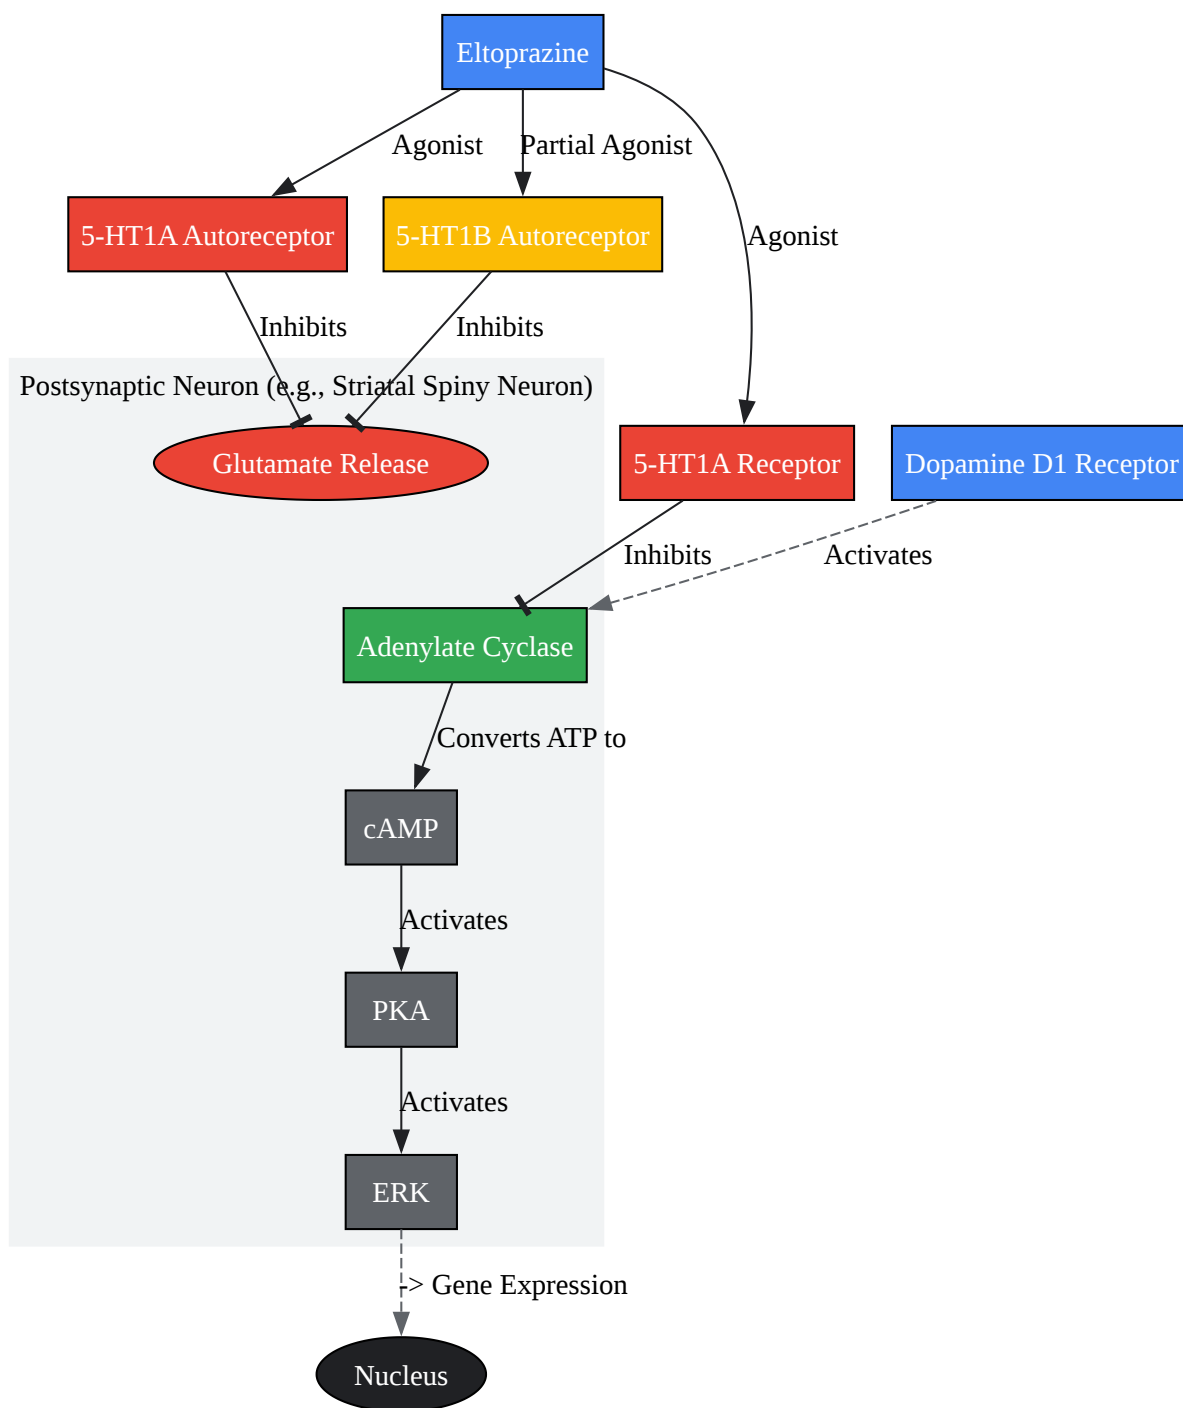 Eltoprazine
Agonist
Partial Agonist
5-HT1A Autoreceptor
5-HT1B Autoreceptor
Agonist
Inhibits
Inhibits
Postsynaptic Neuron (e.g., Striatal Spiny Neuron)
Glutamate Release
5-HT1A Receptor
Dopamine D1 Receptor
Inhibits
Activates
Adenylate Cyclase
Converts ATP to
cAMP
Activates
PKA
Activates
ERK
-> Gene Expression
Nucleus